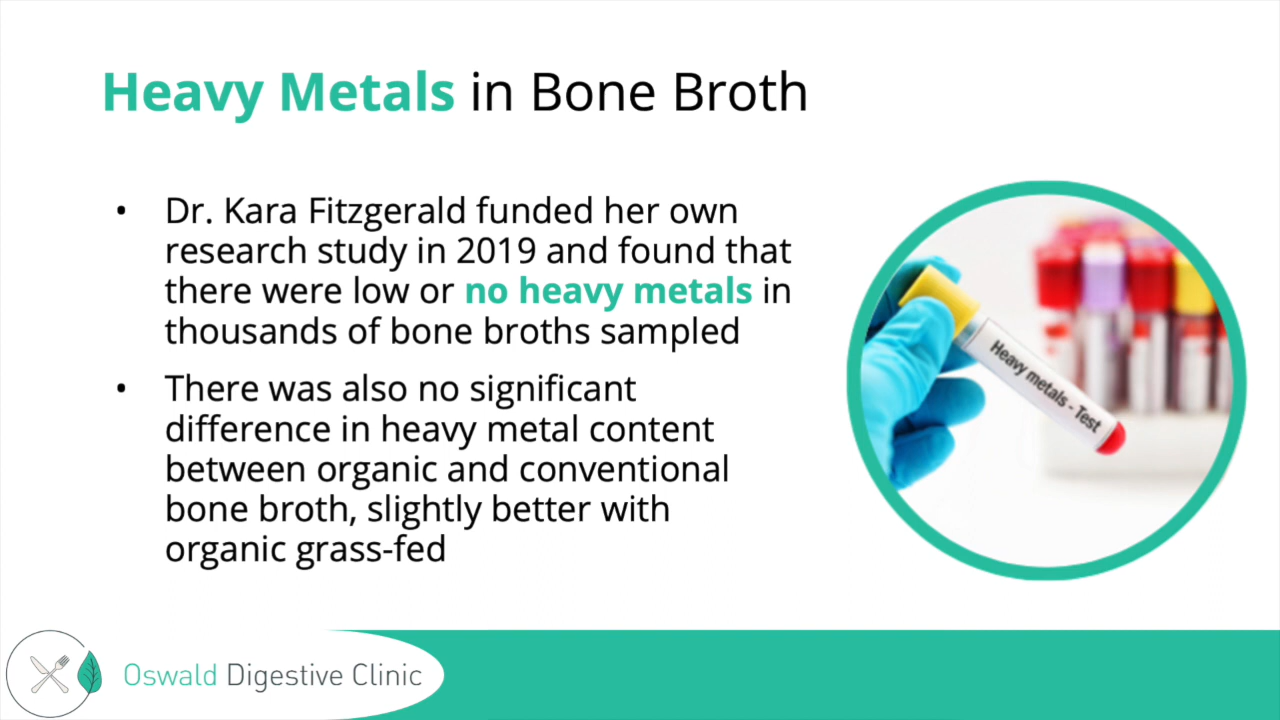 Heavy Metals in Bone Broth
• Dr. Kara Fitzgerald funded her own
research study in 2019 and found that
there were low or no heavy metals in
thousands of bone broths sampled
• There was also no significant
difference in heavy metal content
between organic and conventional
bone broth, slightly better with
organic grass-fed
Heavy metals - Test
Oswald Digestive Clinic